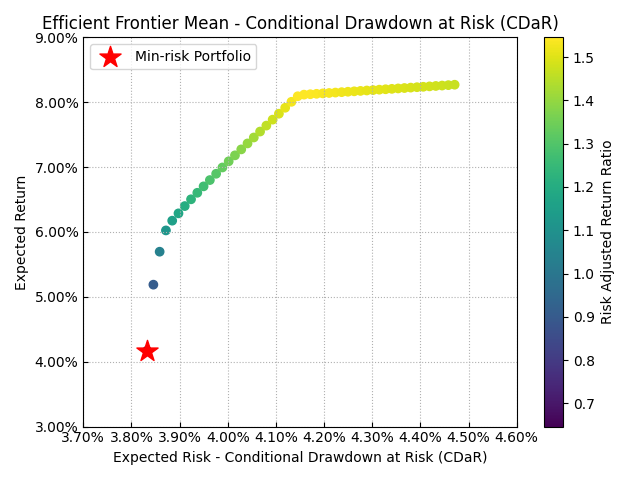 Efficient Frontier Mean - Conditional Drawdown at Risk (CDaR)
Min-risk Portfolio
9.00%
8.00%
7.00%
6.00%
5.00%
4.00%
3.00%
Expected Return
3.70% 3.80% 3.90% 4.00% 4.10% 4.20% 4.30% 4.40% 4.50% 4.60%
Expected Risk - Conditional Drawdown at Risk (CDaR)
1.5
1.4
1.3
1.2
1.1
1.0
0.9
0.8
0.7
Risk Adjusted Return Ratio